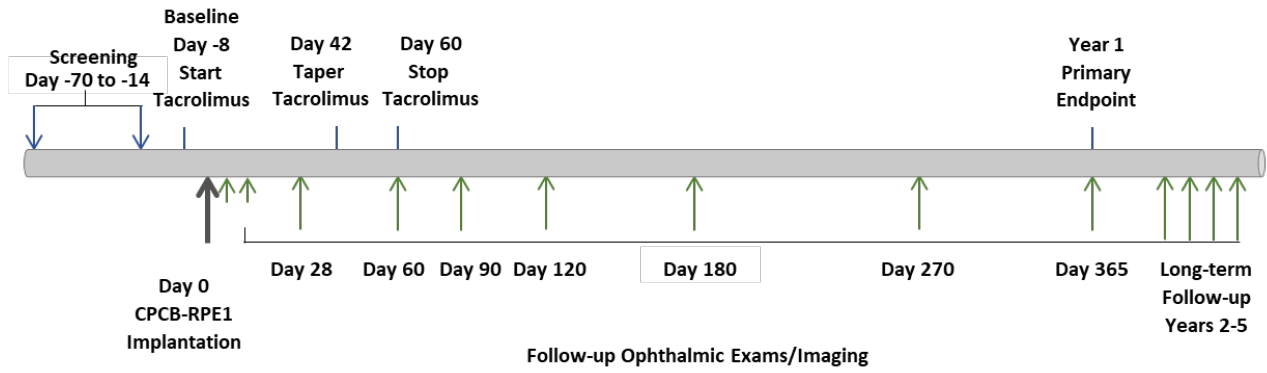 Screening
Day -70 to -14
Baseline
Day -8
Start
Tacrolimus
Day 42
Taper
Tacrolimus
Day 60
Stop
Tacrolimus
Year 1
Primary
Endpoint
Day 0
CPCB-RPE1
Implantation
Day 28
Day 60
Day 90
Day 120
Day 180
Day 270
Day 365
Long-term
Follow-up
Years 2-5
Follow-up Ophthalmic Exams/Imaging